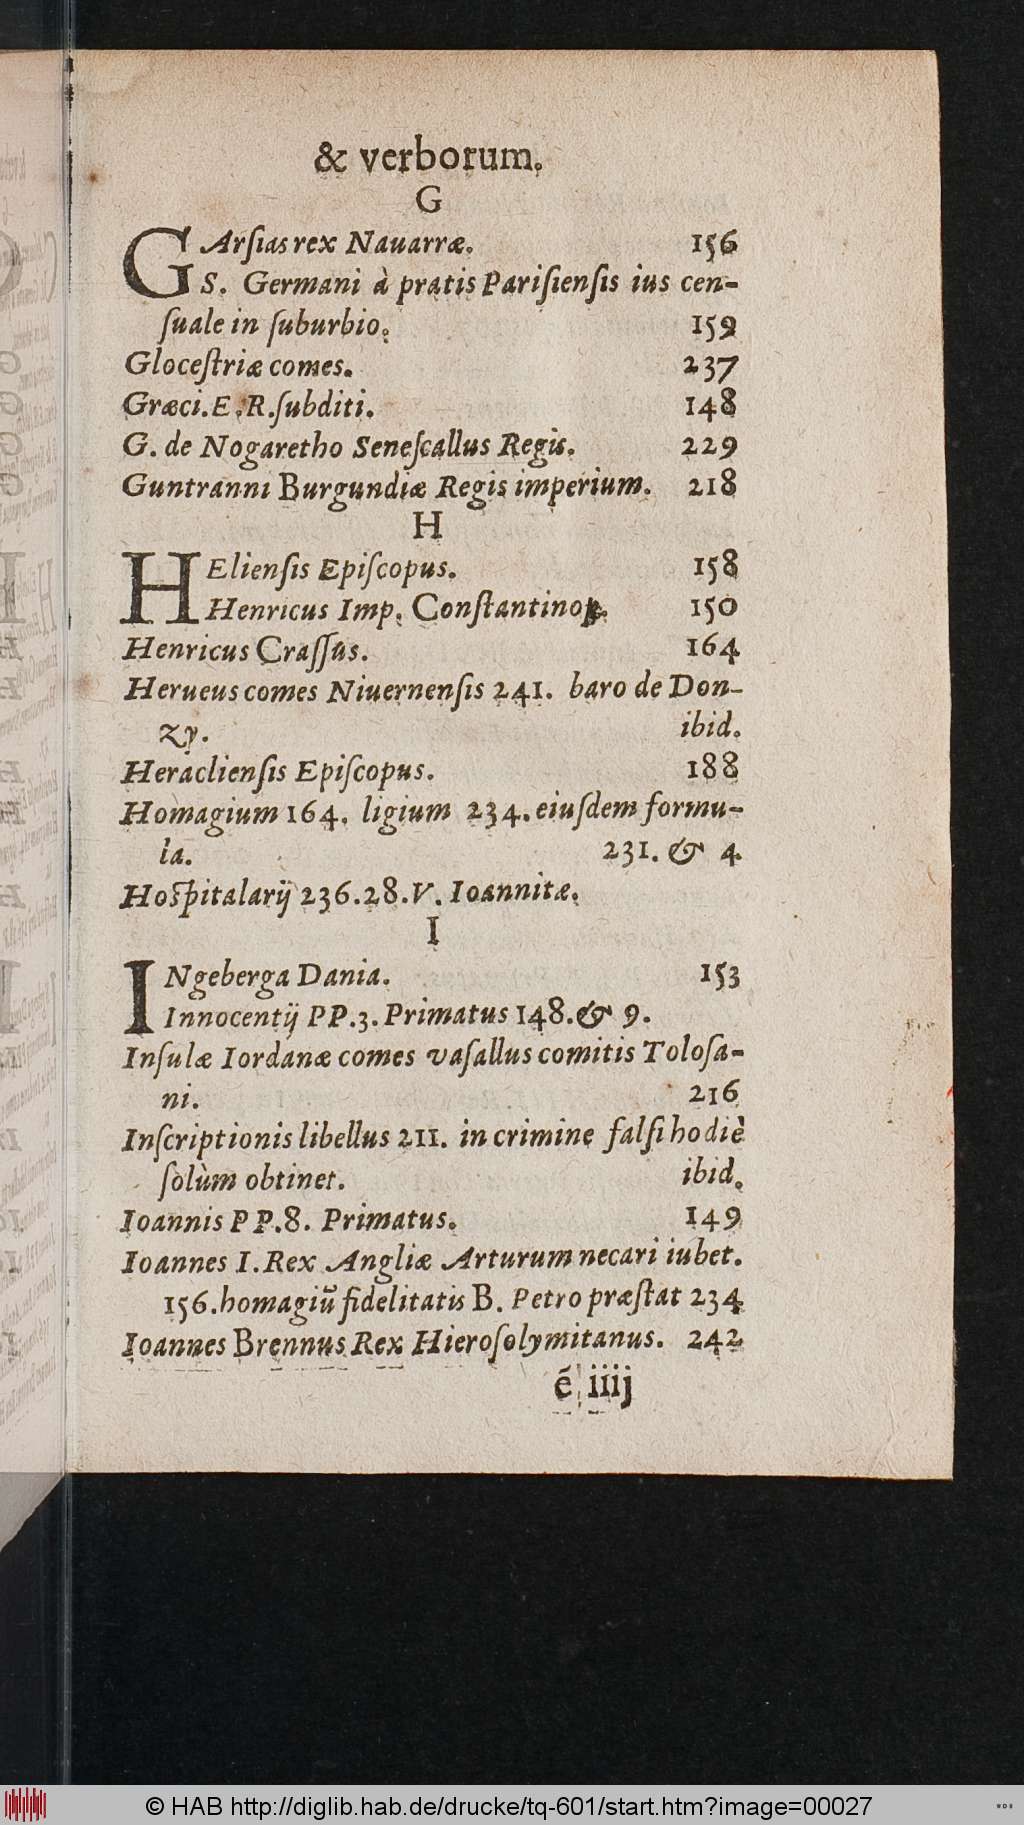 & verborum.
G
GArſias rex Nauarræ. 156
S. Germani à pratis Pariſienſis ius cen-
ſuale in ſuburbio. 159
Gloceſtriæ comes. 237
Græci. E. R. ſubditi. 148
G. de Nogaretho Seneſcallus Regis. 229
Guntranni Burgundiæ Regis imperium. 218
H
HElienſis Epiſcopus. 158
Henricus Imp. Conſtantinop. 150
Henricus Craſſus. 164
Herueus comes Niuernenſis 241. baro de Don-
zy. ibid.
Heraclienſis Epiſcopus. 188
Homagium 164. ligium 234. eiuſdem formu-
la. 231. & 4
Hoſpitalarij 236. 28. V. Ioannitæ.
I
INgeberga Dania. 153
Innocentij PP. 3. Primatus 148. & 9.
Inſulæ Iordanæ comes vaſallus comitis Toloſa-
ni. 216
Inſcriptionis libellus 211. in crimine falſi hodiè
ſolùm obtinet. ibid.
Ioannis PP. 8. Primatus. 149
Ioannes I. Rex Angliæ Arturum necari iubet.
156. homagiū fidelitatis B. Petro præſtat 234
Ioannes Brennus Rex Hieroſolymitanus. 242
é iiij
© HAB http://diglib.hab.de/drucke/tq-601/start.htm?image=00027